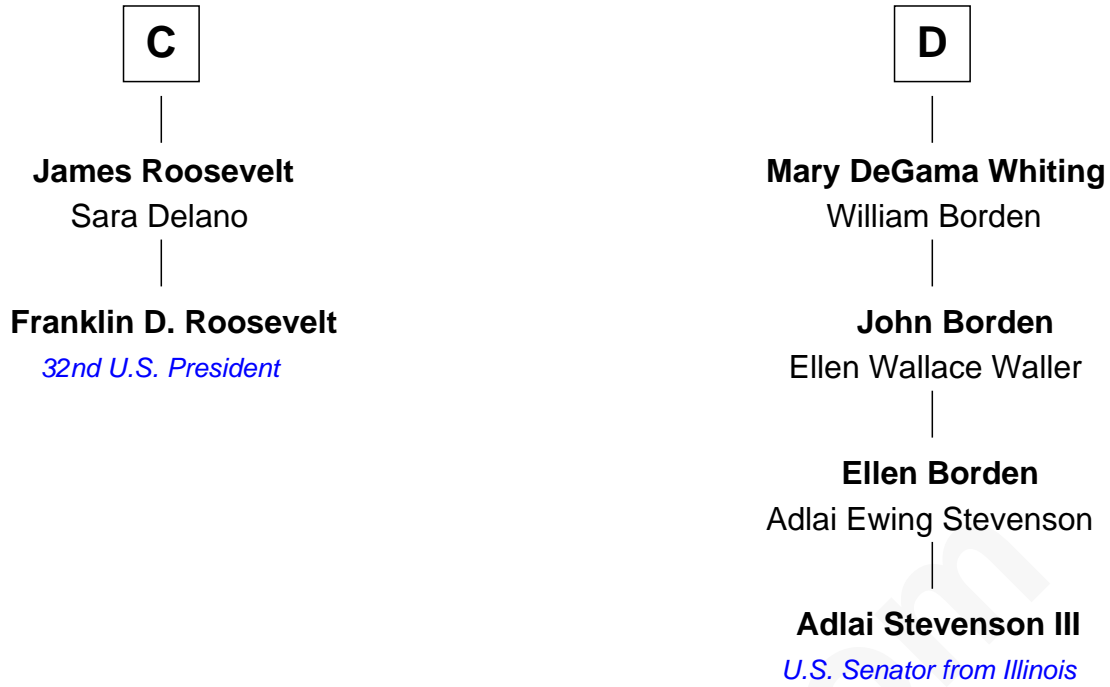 C
James Roosevelt
Sara Delano
Franklin D. Roosevelt
32nd U.S. President
D
Mary DeGama Whiting
William Borden
John Borden
Ellen Wallace Waller
Ellen Borden
Adlai Ewing Stevenson
Adlai Stevenson III
U.S. Senator from Illinois